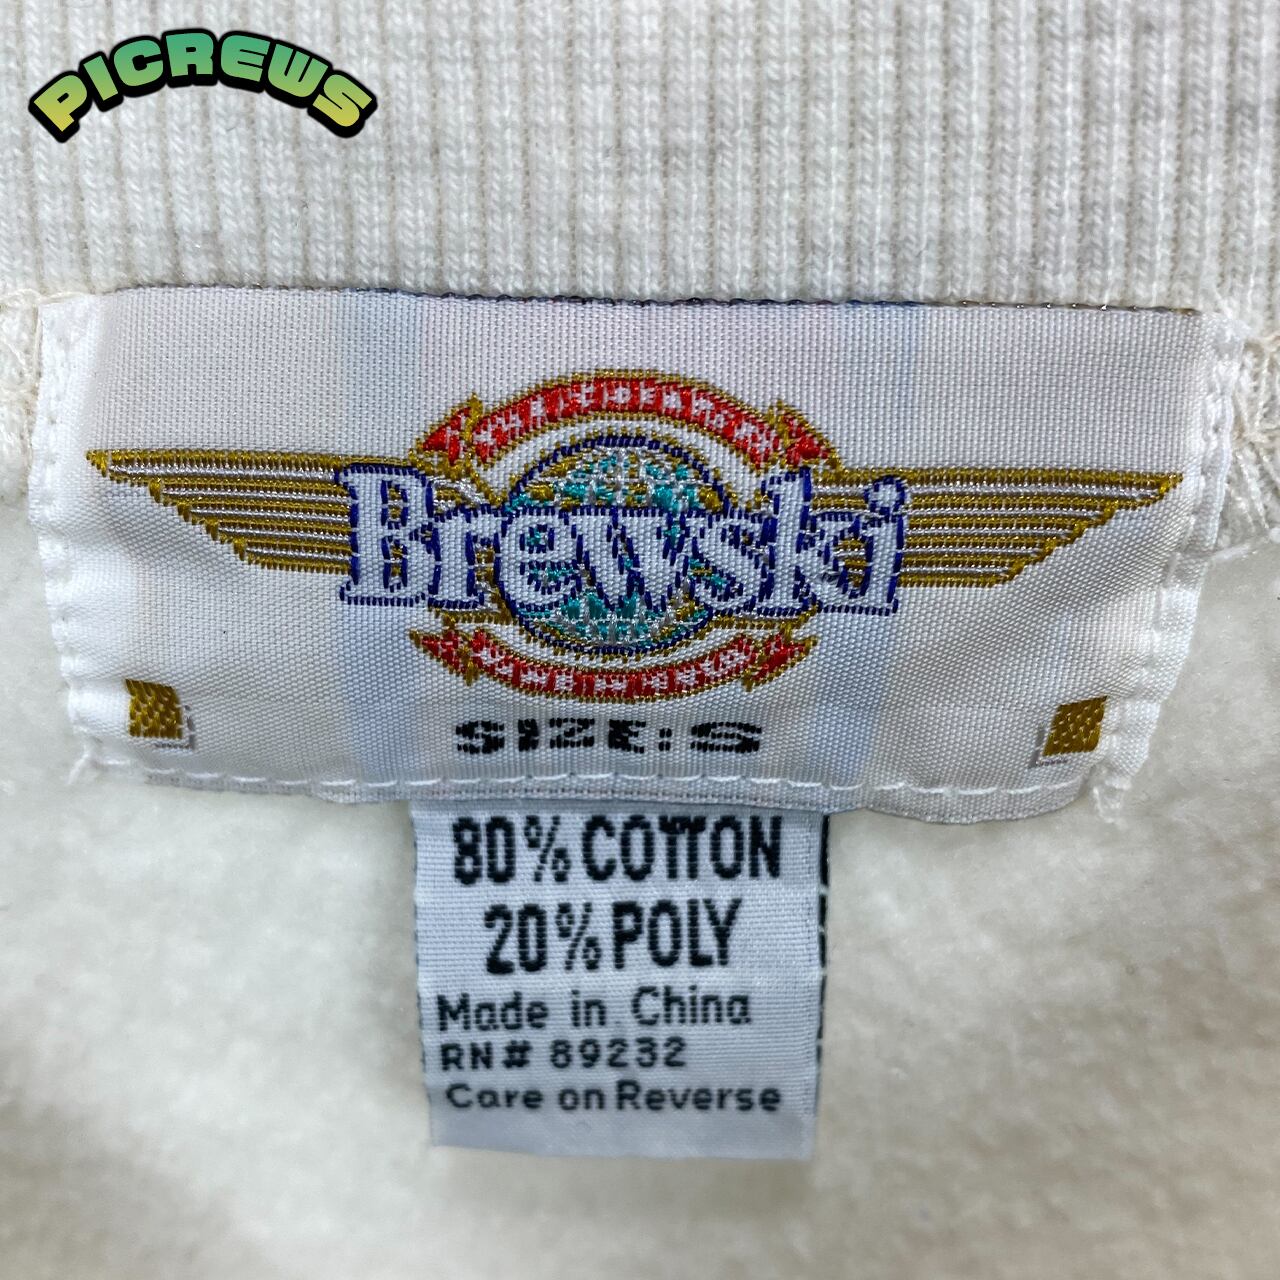 PICREWS
Brewski
SIZE: S
80% COTTON
20% POLY
Made in China
RN# 89232
Care on Reverse